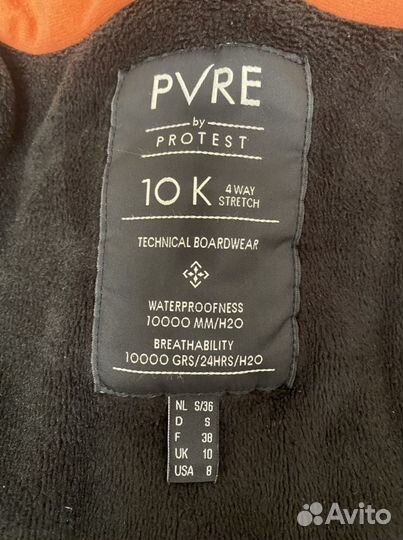 PVRE
by
PROTEST
10 K 4 WAY STRETCH
TECHNICAL BOARDWEAR
WATERPROOFNESS
10000 MM/H2O
BREATHABILITY
10000 GRS/24HRS/H2O
NL S/36
D S
F 38
UK 10
USA 8
Avito